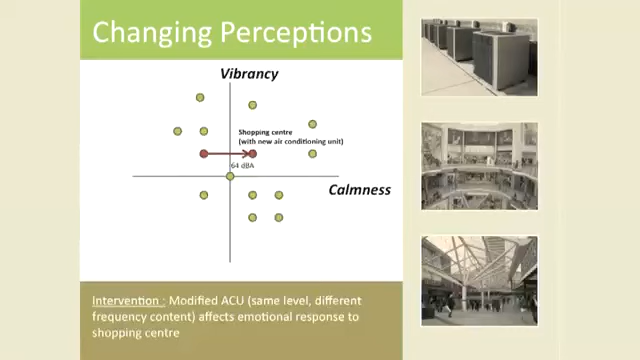 Changing Perceptions
Vibrancy
Shopping centre
(with new air conditioning unit)
64 dBA
Calmness
Intervention : Modified ACU (same level, different
frequency content) affects emotional response to
shopping centre